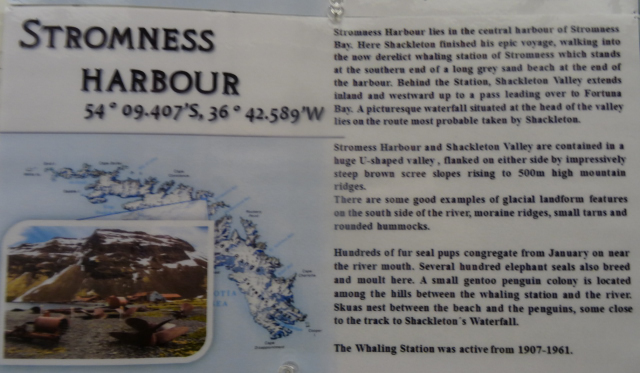 STROMNESS
HARBOUR
54° 09.407'S, 36° 42.589'W
Stromness Harbour lies in the central harbour of Stromness
Bay. Here Shackleton finished his epic voyage, walking into
the now derelict whaling station of Stromness which stands
at the southern end of a long grey sand beach at the end of
the harbour. Behind the Station, Shackleton Valley extends
inland and westward up to a pass leading over to Fortuna
Bay. A picturesque waterfall situated at the head of the valley
lies on the route most probable taken by Shackleton.
Stromess Harbour and Shackleton Valley are contained in a
huge U-shaped valley , flanked on either side by impressively
steep brown scree slopes rising to 500m high mountain
ridges.
There are some good examples of glacial landform features
on the south side of the river, moraine ridges, small tarns and
rounded hummocks.
Hundreds of fur seal pups congregate from January on near
the river mouth. Several hundred elephant seals also breed
and moult here. A small gentoo penguin colony is located
among the hills between the whaling station and the river.
Skuas nest between the beach and the penguins, some close
to the track to Shackleton's Waterfall.
The Whaling Station was active from 1907-1961.